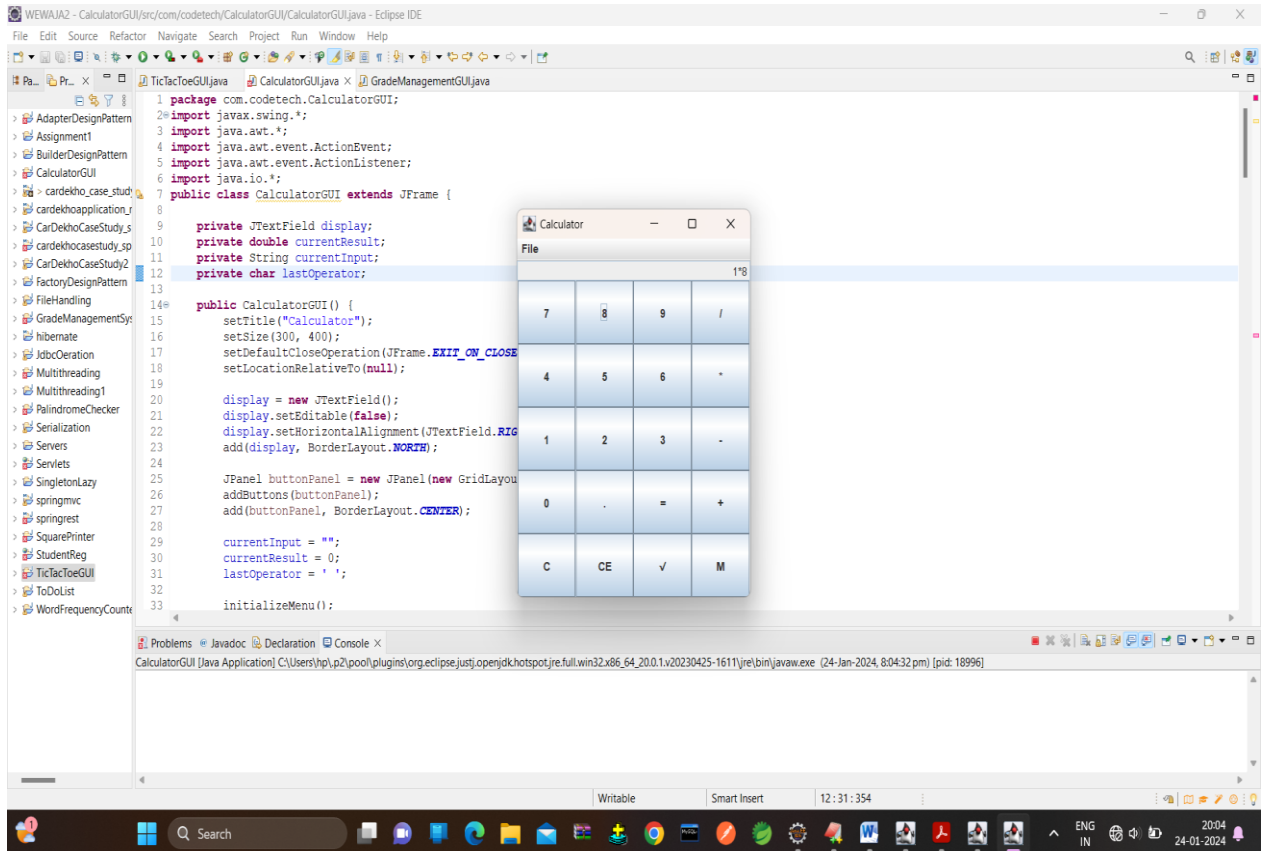 WEWAJA2 - CalculatorGUI/src/com/codetech/CalculatorGUI/CalculatorGUI.java - Eclipse IDE
File Edit Source Refactor Navigate Search Project Run Window Help
Pa... Pr... TicTacToeGUI.java CalculatorGUI.java GradeManagementGUI.java
AdapterDesignPattern
Assignment1
BuilderDesignPattern
CalculatorGUI
> cardekho_case_study
cardekhoapplication_r
CarDekhoCaseStudy_s
cardekhocasestudy_sp
CarDekhoCaseStudy2
FactoryDesignPattern
FileHandling
GradeManagementSy
hibernate
JdbcOeration
Multithreading
Multithreading1
PalindromeChecker
Serialization
Servers
Servlets
SingletonLazy
springmvc
springrest
SquarePrinter
StudentReg
TicTacToeGUI
ToDoList
WordFrequencyCounte
1 package com.codetech.CalculatorGUI;
2 import javax.swing.*;
3 import java.awt.*;
4 import java.awt.event.ActionEvent;
5 import java.awt.event.ActionListener;
6 import java.io.*;
7 public class CalculatorGUI extends JFrame {
8
9 private JTextField display;
10 private double currentResult;
11 private String currentInput;
12 private char lastOperator;
13
14 public CalculatorGUI() {
15 setTitle("Calculator");
16 setSize(300, 400);
17 setDefaultCloseOperation(JFrame.EXIT_ON_CLOSE
18 setLocationRelativeTo(null);
19
20 display = new JTextField();
21 display.setEditable(false);
22 display.setHorizontalAlignment(JTextField.RIG
23 add(display, BorderLayout.NORTH);
24
25 JPanel buttonPanel = new JPanel(new GridLayou
26 addButtons(buttonPanel);
27 add(buttonPanel, BorderLayout.CENTER);
28
29 currentInput = "";
30 currentResult = 0;
31 lastOperator = ' ';
32
33 initializeMenu();
Calculator
File
1*8
7 8 9 /
4 5 6 *
1 2 3 -
0 . = +
C CE √ M
Problems Javadoc Declaration Console
CalculatorGUI [Java Application] C:\Users\hp\.p2\pool\plugins\org.eclipse.justj.openjdk.hotspot.jre.full.win32.x86_64_20.0.1.v20230425-1611\jre\bin\javaw.exe (24-Jan-2024, 8:04:32 pm) [pid: 18996]
Writable Smart Insert 12 : 31 : 354
1 Search ENG 20:04
IN 24-01-2024